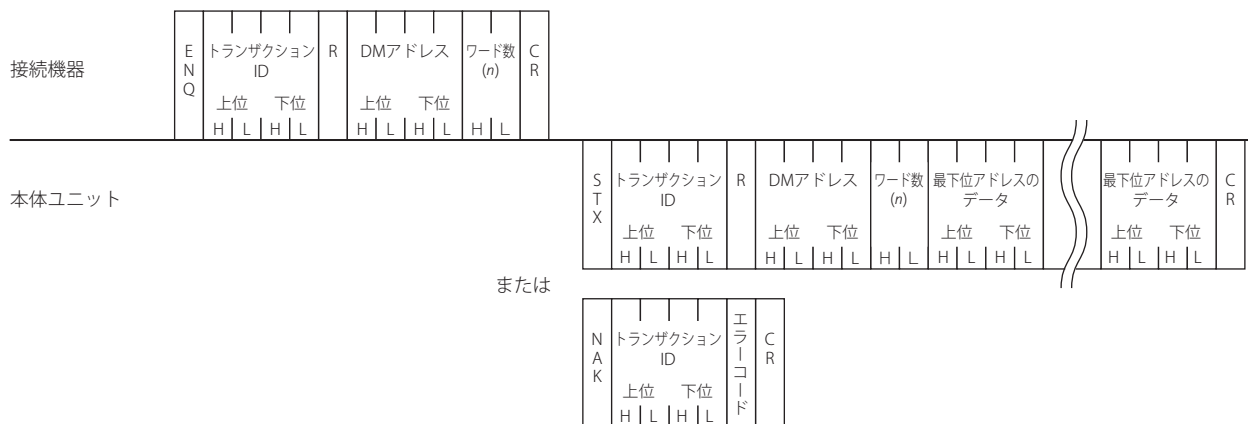 接続機器
ENQ
トランザクション
ID
上位 下位
H L H L
R
DMアドレス
上位 下位
H L H L
ワード数
(n)
H L
CR
本体ユニット
STX
トランザクション
ID
上位 下位
H L H L
R
DMアドレス
上位 下位
H L H L
ワード数
(n)
H L
最下位アドレスの
データ
上位 下位
H L H L
最下位アドレスの
データ
上位 下位
H L H L
CR
または
NAK
トランザクション
ID
上位 下位
H L H L
エラーコード
CR